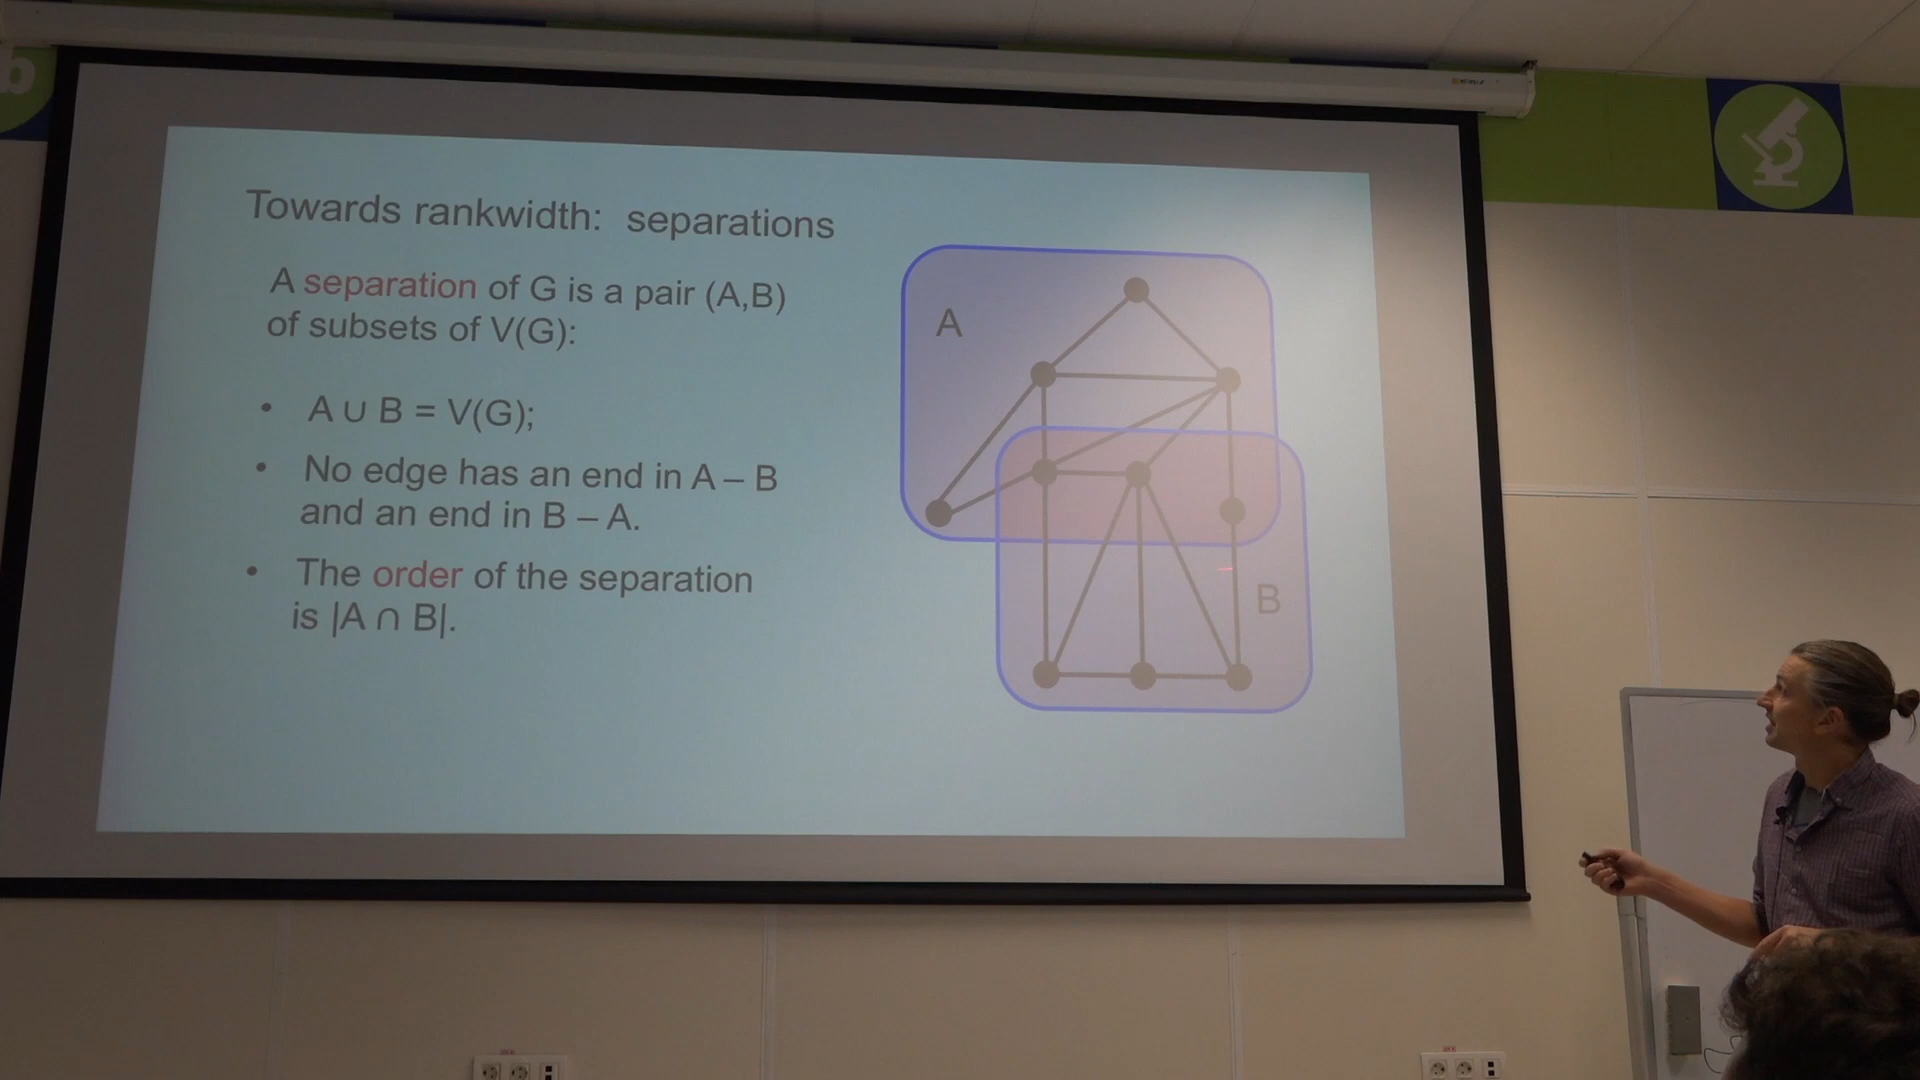 b
Towards rankwidth: separations
A separation of G is a pair (A,B)
of subsets of V(G):
• A ∪ B = V(G);
• No edge has an end in A – B
and an end in B – A.
• The order of the separation
is |A ∩ B|.
A
B